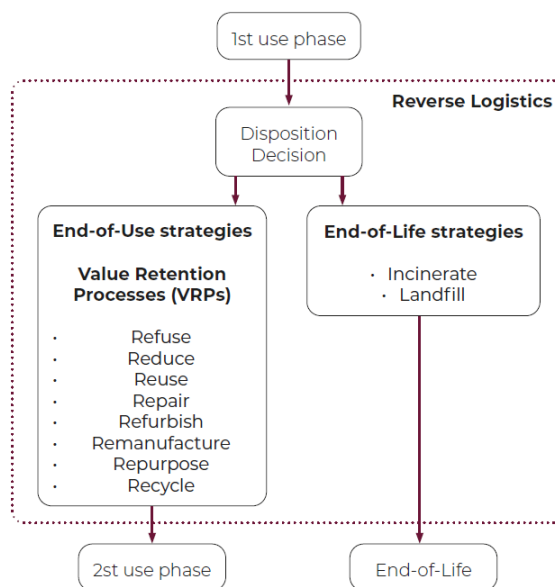 1st use phase
Reverse Logistics
Disposition
Decision
End-of-Use strategies
Value Retention
Processes (VRPs)
· Refuse
· Reduce
· Reuse
· Repair
· Refurbish
· Remanufacture
· Repurpose
· Recycle
End-of-Life strategies
· Incinerate
· Landfill
2st use phase
End-of-Life